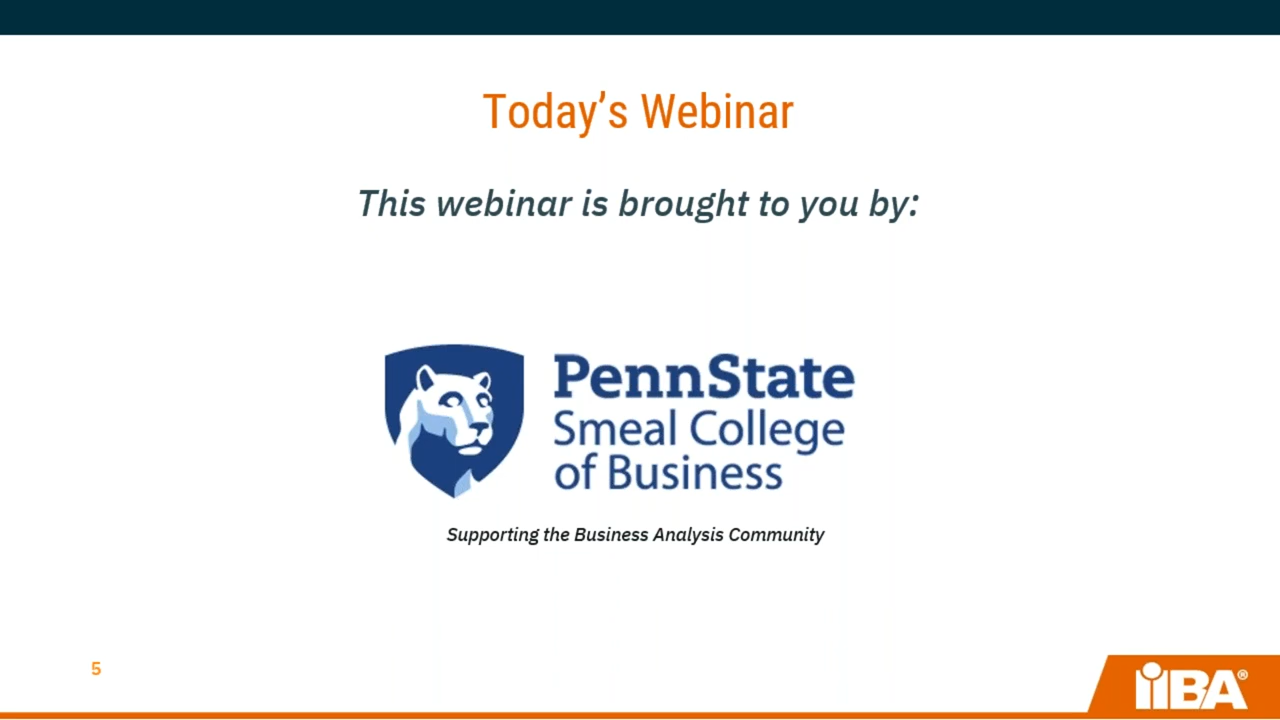 Today’s Webinar
This webinar is brought to you by:
PennState
Smeal College
of Business
Supporting the Business Analysis Community
5
iiBA®